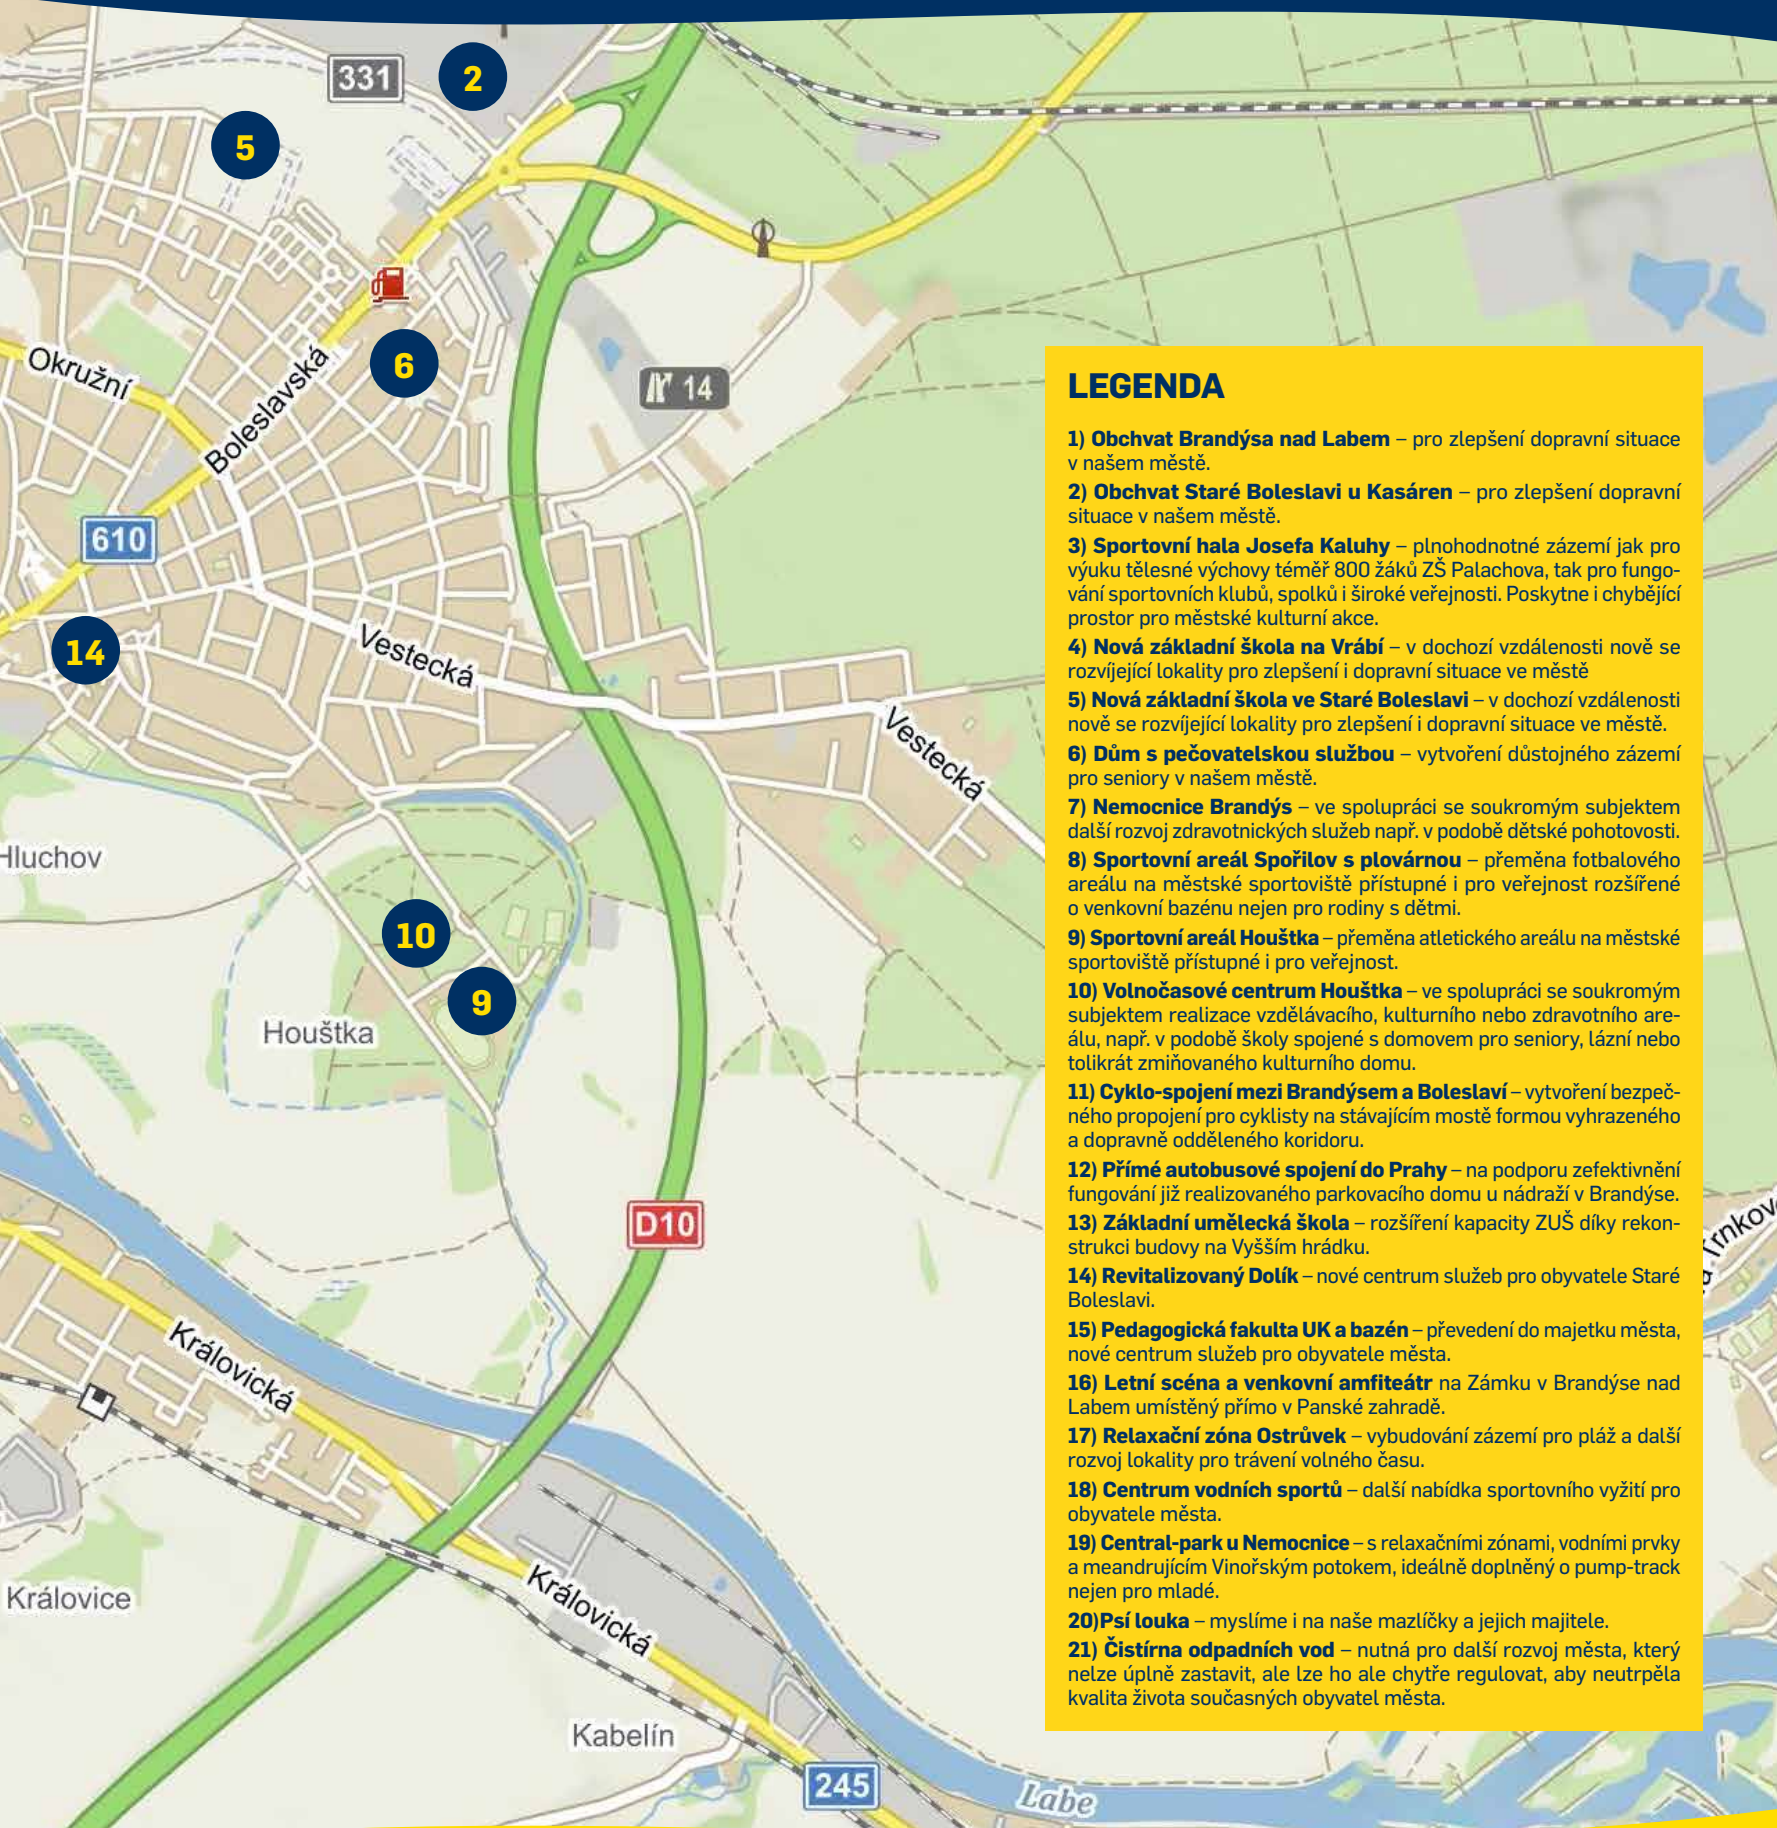 331
2
5
6
Okružní
Boleslavská
14
610
14
Vestecká
Vestecká
Hluchov
10
9
Houštka
D10
Královická
Královice
Královická
Kabelín
245
Labe
LEGENDA
1) Obchvat Brandýsa nad Labem – pro zlepšení dopravní situace
v našem městě.
2) Obchvat Staré Boleslavi u Kasáren – pro zlepšení dopravní
situace v našem městě.
3) Sportovní hala Josefa Kaluhy – plnohodnotné zázemí jak pro
výuku tělesné výchovy téměř 800 žáků ZŠ Palachova, tak pro fungo-
vání sportovních klubů, spolků i široké veřejnosti. Poskytne i chybějící
prostor pro městské kulturní akce.
4) Nová základní škola na Vrábí – v dochozí vzdálenosti nově se
rozvíjející lokality pro zlepšení i dopravní situace ve městě
5) Nová základní škola ve Staré Boleslavi – v dochozí vzdálenosti
nově se rozvíjející lokality pro zlepšení i dopravní situace ve městě.
6) Dům s pečovatelskou službou – vytvoření důstojného zázemí
pro seniory v našem městě.
7) Nemocnice Brandýs – ve spolupráci se soukromým subjektem
další rozvoj zdravotnických služeb např. v podobě dětské pohotovosti.
8) Sportovní areál Spořilov s plovárnou – přeměna fotbalového
areálu na městské sportoviště přístupné i pro veřejnost rozšířené
o venkovní bazénu nejen pro rodiny s dětmi.
9) Sportovní areál Houštka – přeměna atletického areálu na městské
sportoviště přístupné i pro veřejnost.
10) Volnočasové centrum Houštka – ve spolupráci se soukromým
subjektem realizace vzdělávacího, kulturního nebo zdravotního are-
álu, např. v podobě školy spojené s domovem pro seniory, lázní nebo
tolikrát zmiňovaného kulturního domu.
11) Cyklo-spojení mezi Brandýsem a Boleslaví – vytvoření bezpeč-
ného propojení pro cyklisty na stávajícím mostě formou vyhrazeného
a dopravně odděleného koridoru.
12) Přímé autobusové spojení do Prahy – na podporu zefektivnění
fungování již realizovaného parkovacího domu u nádraží v Brandýse.
13) Základní umělecká škola – rozšíření kapacity ZUŠ díky rekon-
strukci budovy na Vyšším hrádku.
14) Revitalizovaný Dolík – nové centrum služeb pro obyvatele Staré
Boleslavi.
15) Pedagogická fakulta UK a bazén – převedení do majetku města,
nové centrum služeb pro obyvatele města.
16) Letní scéna a venkovní amfiteátr na Zámku v Brandýse nad
Labem umístěný přímo v Panské zahradě.
17) Relaxační zóna Ostrůvek – vybudování zázemí pro pláž a další
rozvoj lokality pro trávení volného času.
18) Centrum vodních sportů – další nabídka sportovního vyžití pro
obyvatele města.
19) Central-park u Nemocnice – s relaxačními zónami, vodními prvky
a meandrujícím Vinořským potokem, ideálně doplněný o pump-track
nejen pro mladé.
20)Psí louka – myslíme i na naše mazlíčky a jejich majitele.
21) Čistírna odpadních vod – nutná pro další rozvoj města, který
nelze úplně zastavit, ale lze ho ale chytře regulovat, aby neutrpěla
kvalita života současných obyvatel města.